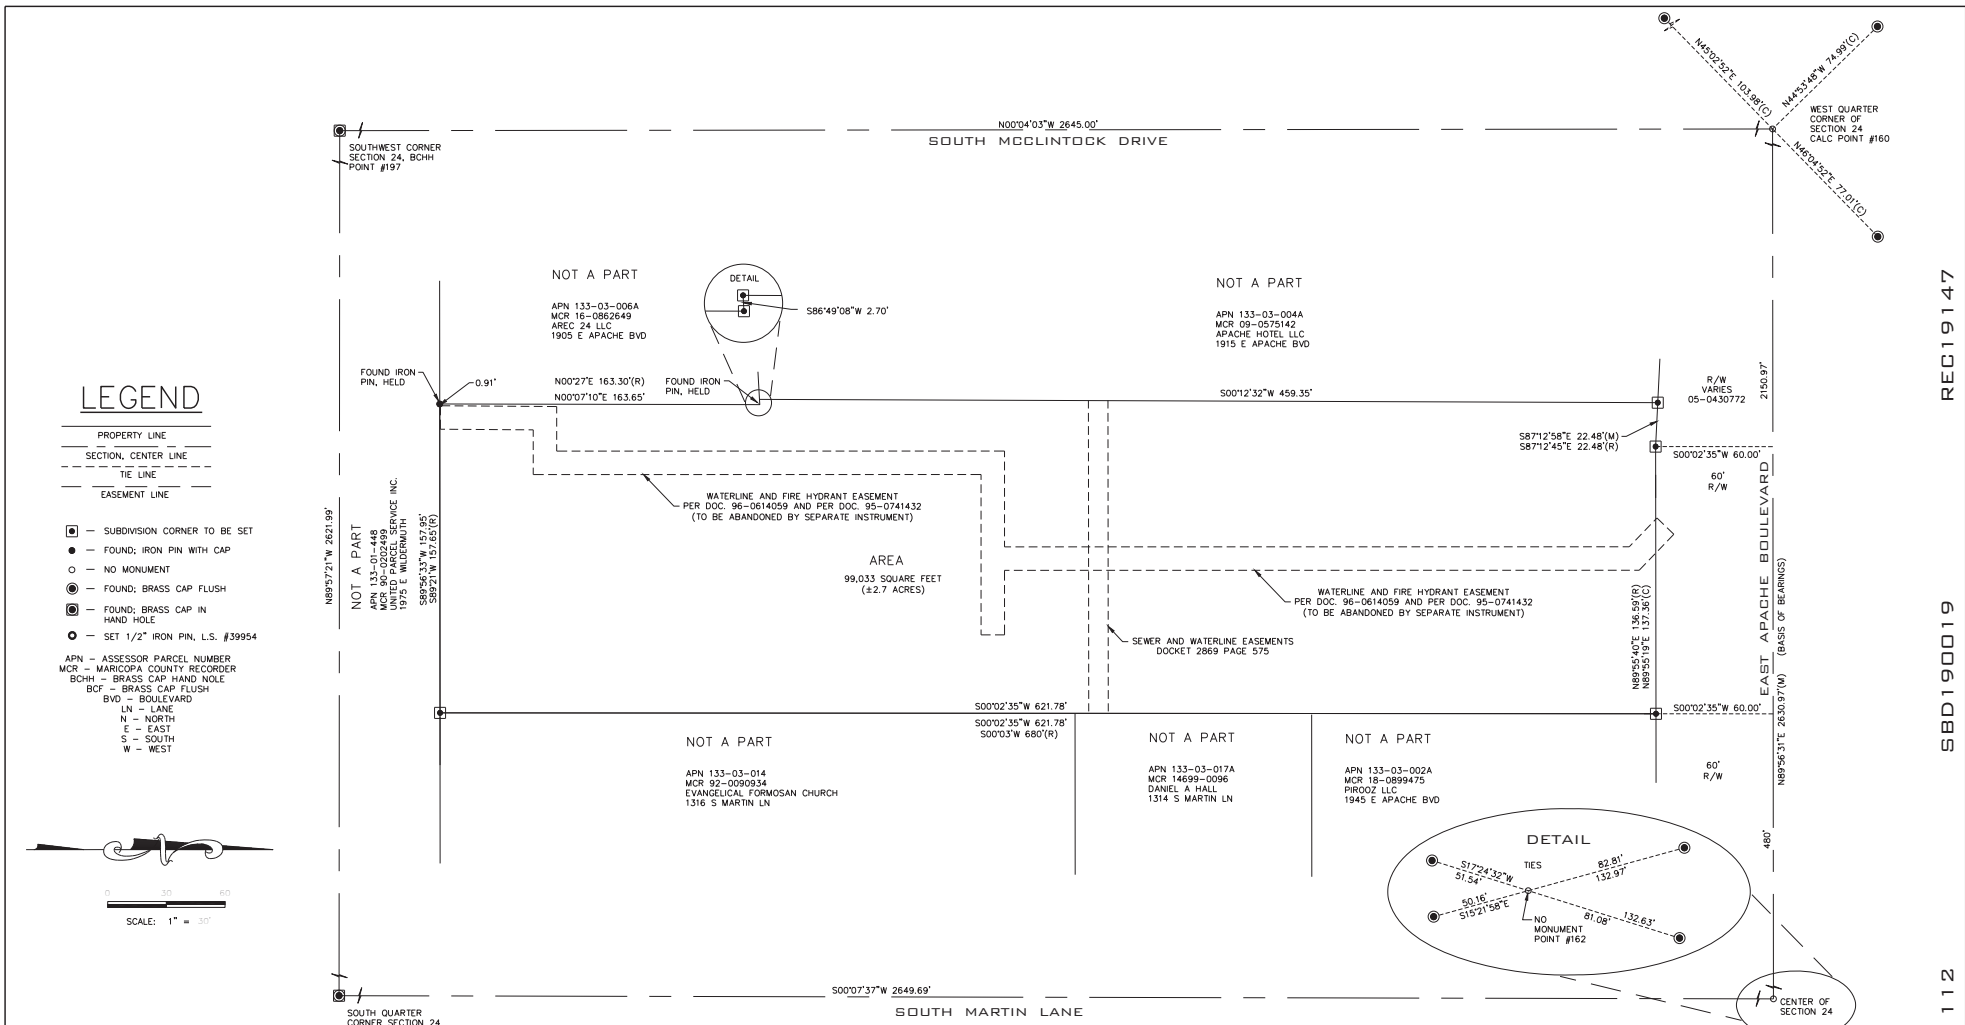 N45°02'52"E 103.98'(C)
N44°53'48"W 74.99'(C)
WEST QUARTER
CORNER OF
SECTION 24
CALC POINT #160
N46°04'52"E 77.01'(C)
N00°04'03"W 2645.00'
SOUTH MCCLINTOCK DRIVE
SOUTHWEST CORNER
SECTION 24, BCHH
POINT #197
NOT A PART
APN 133-03-006A
MCR 16-0862649
AREC 24 LLC
1905 E APACHE BVD
DETAIL
S86°49'08"W 2.70'
NOT A PART
APN 133-03-004A
MCR 09-0575142
APACHE HOTEL LLC
1915 E APACHE BVD
REC19147
FOUND IRON
PIN, HELD
0.91'
N00°27'E 163.30'(R)
N00°07'10"E 163.65'
FOUND IRON
PIN, HELD
S00°12'32"W 459.35'
R/W
VARIES
05-0430772
2150.97'
S87°12'58"E 22.48'(M)
S87°12'45"E 22.48'(R)
S00°02'35"W 60.00'
60'
R/W
LEGEND
PROPERTY LINE
SECTION, CENTER LINE
TIE LINE
EASEMENT LINE
— SUBDIVISION CORNER TO BE SET
— FOUND; IRON PIN WITH CAP
— NO MONUMENT
— FOUND; BRASS CAP FLUSH
— FOUND; BRASS CAP IN
HAND HOLE
— SET 1/2" IRON PIN, L.S. #39954
APN – ASSESSOR PARCEL NUMBER
MCR – MARICOPA COUNTY RECORDER
BCHH – BRASS CAP HAND NOLE
BCF – BRASS CAP FLUSH
BVD – BOULEVARD
LN – LANE
N – NORTH
E – EAST
S – SOUTH
W – WEST
N89°57'21"W 2621.99'
NOT A PART
APN 133-01-448
MCR 90-0202499
UNITED PARCEL SERVICE INC.
1975 E WILDERMUTH
S89°56'33"W 157.95'
S89°21'W 157.65'(R)
WATERLINE AND FIRE HYDRANT EASEMENT
PER DOC. 96-0614059 AND PER DOC. 95-0741432
(TO BE ABANDONED BY SEPARATE INSTRUMENT)
AREA
99,033 SQUARE FEET
(±2.7 ACRES)
WATERLINE AND FIRE HYDRANT EASEMENT
PER DOC. 96-0614059 AND PER DOC. 95-0741432
(TO BE ABANDONED BY SEPARATE INSTRUMENT)
SEWER AND WATERLINE EASEMENTS
DOCKET 2869 PAGE 575
N89°55'40"E 136.59'(R)
N89°55'19"E 137.36'(C)
EAST APACHE BOULEVARD
N89°56'31"E 2630.97'(M) (BASIS OF BEARINGS)
SBD19019
S00°02'35"W 621.78'
S00°02'35"W 621.78'
S00°03'W 680'(R)
S00°02'35"W 60.00'
60'
R/W
NOT A PART
APN 133-03-014
MCR 92-0090934
EVANGELICAL FORMOSAN CHURCH
1316 S MARTIN LN
NOT A PART
APN 133-03-017A
MCR 14699-0096
DANIEL A HALL
1314 S MARTIN LN
NOT A PART
APN 133-03-002A
MCR 18-0899475
PIROOZ LLC
1945 E APACHE BVD
480'
DETAIL
TIES
S17°24'32"W
51.54'
82.81'
132.97'
50.16'
S15°21'58"E
81.08'
132.63'
NO
MONUMENT
POINT #162
0 30 60
SCALE: 1" = 30'
S00°07'37"W 2649.69'
SOUTH MARTIN LANE
SOUTH QUARTER
CORNER SECTION 24
CENTER OF
SECTION 24
112